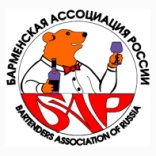 БАРМЕНСКАЯ АССОЦИАЦИЯ РОССИИ
БАР
BARTENDERS ASSOCIATION OF RUSSIA